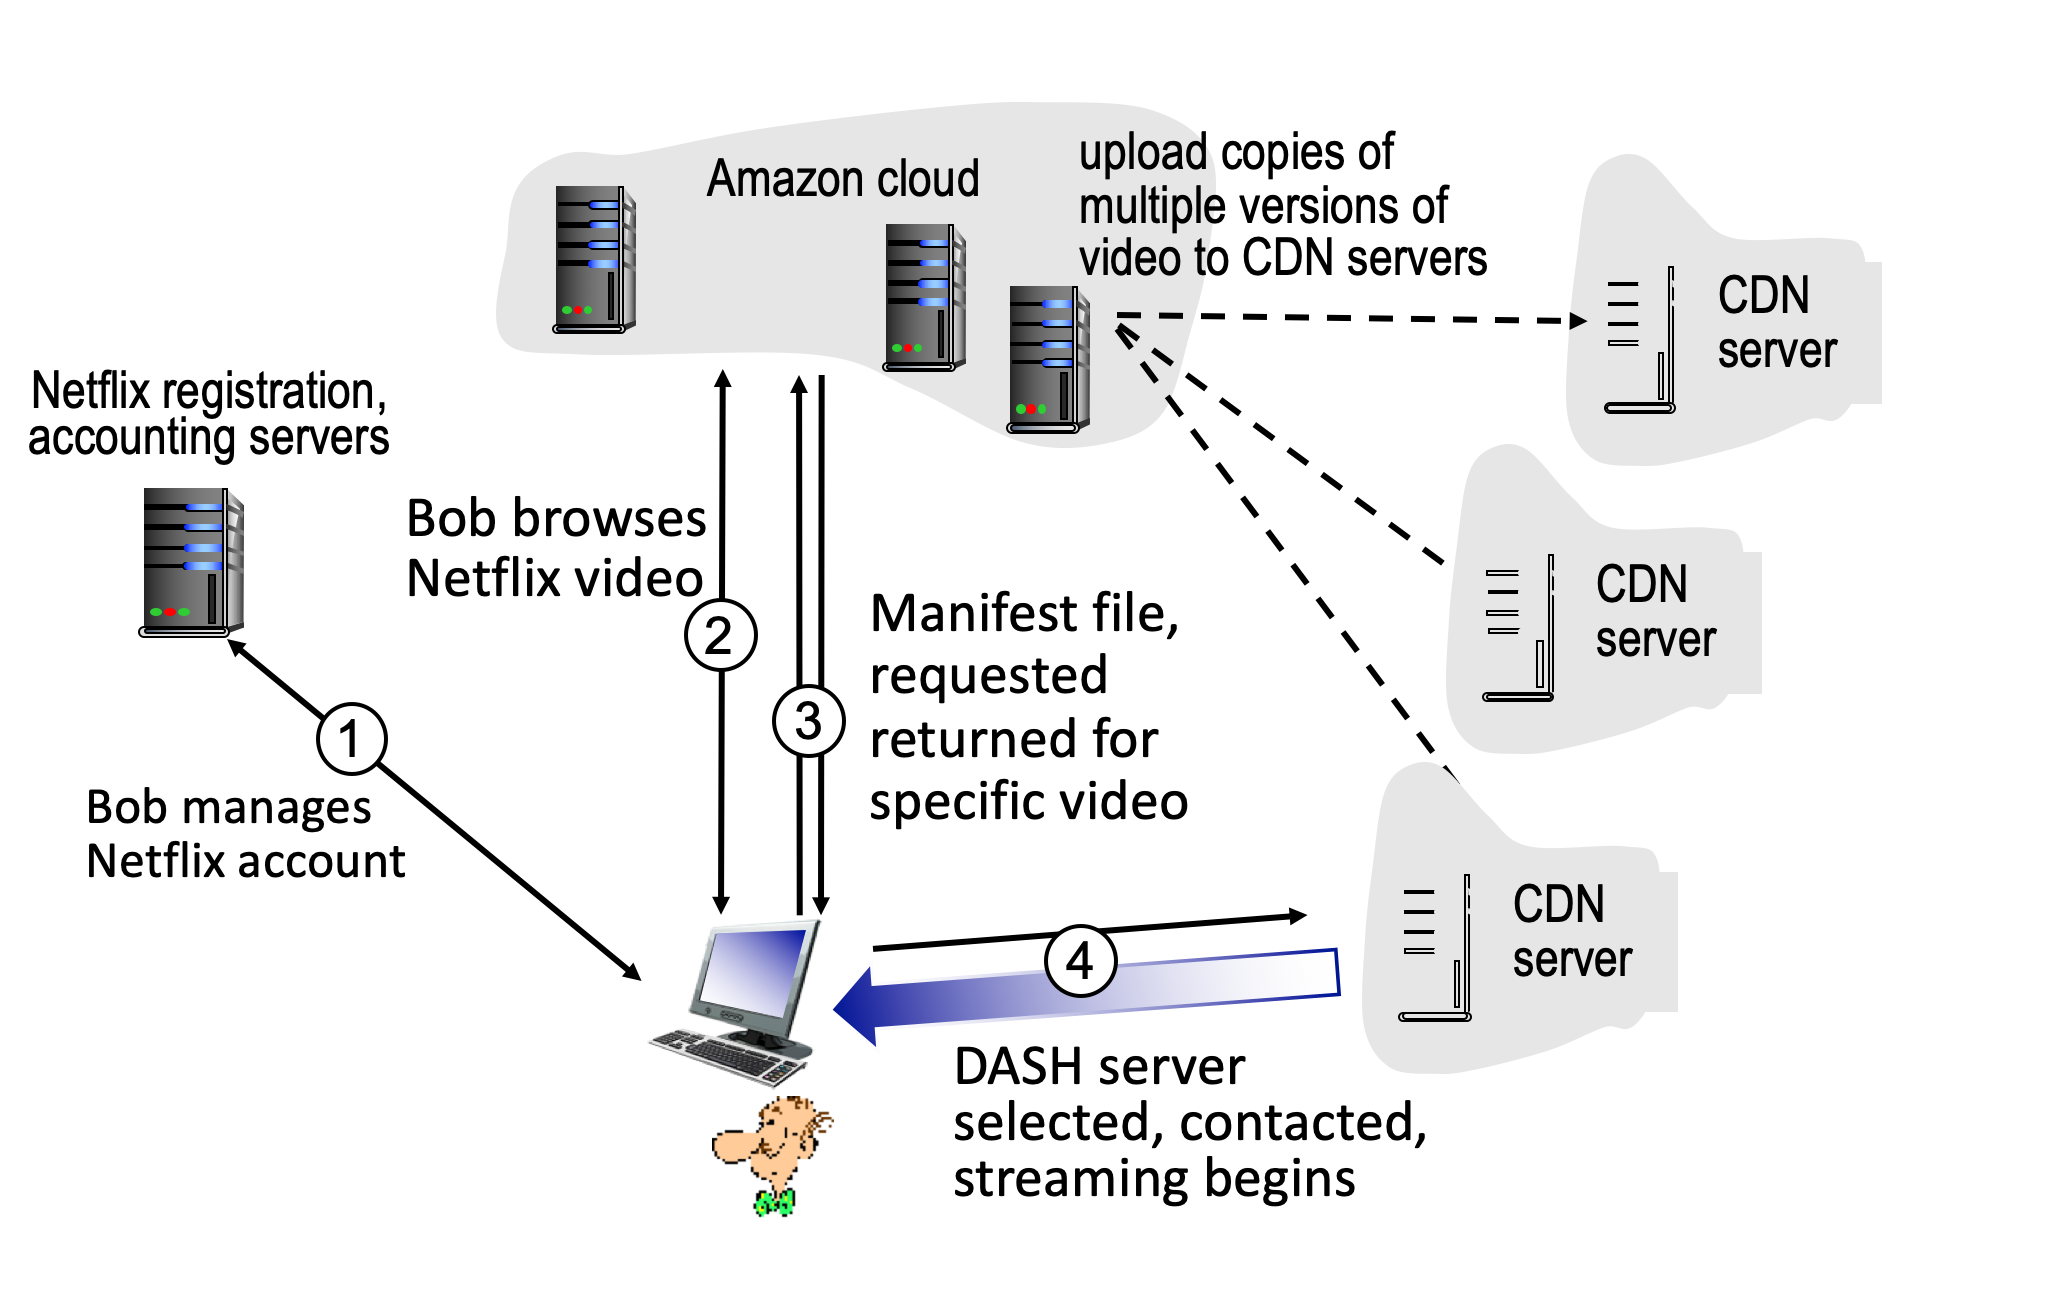 Amazon cloud
upload copies of
multiple versions of
video to CDN servers
CDN
server
Netflix registration,
accounting servers
Bob browses
Netflix video
2
Manifest file,
requested
returned for
specific video
3
CDN
server
1
Bob manages
Netflix account
CDN
server
4
DASH server
selected, contacted,
streaming begins